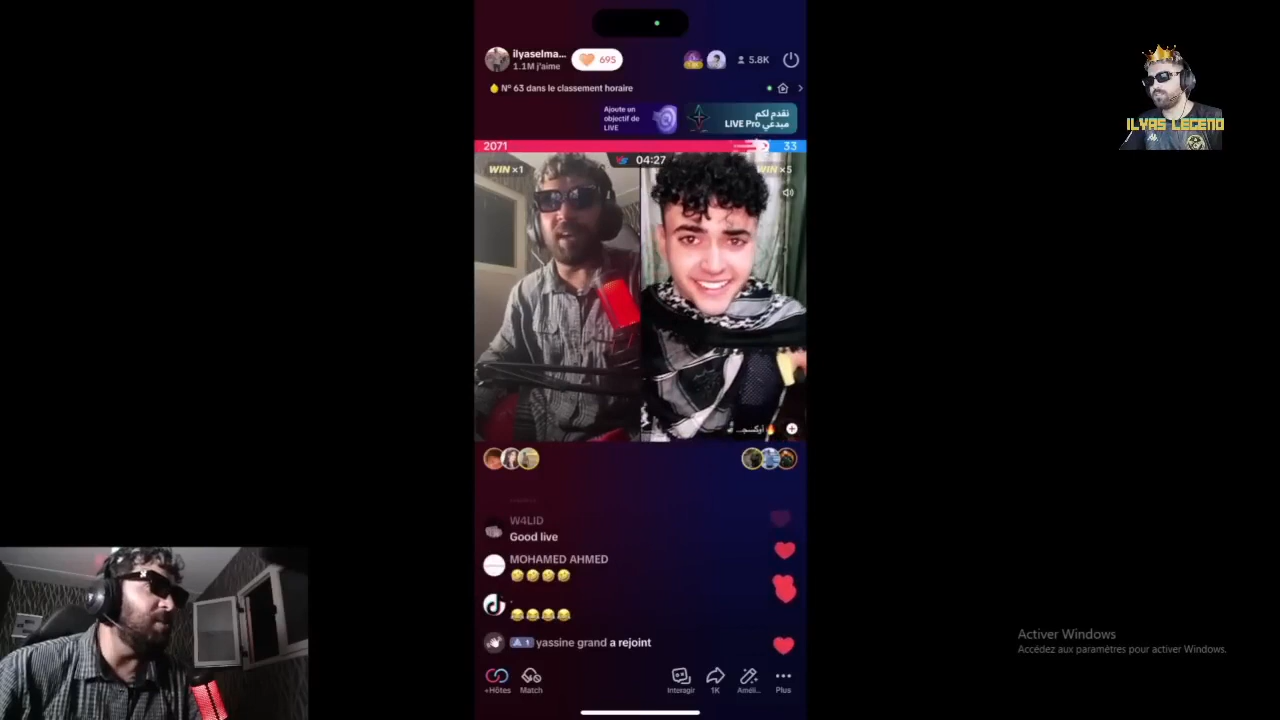 ilyaselma...
1.1M j'aime
695
5.8K
N° 63 dans le classement horaire
Ajoute un
objectif de
LIVE
نقدم لكم
مبدعي LIVE Pro
2071
33
04:27
WIN ×1
WIN ×5
ILYAS LEGEND
W4LID
Good live
MOHAMED AHMED
1 yassine grand a rejoint
+Hôtes
Match
Interagir
1K
Améli...
Plus
Activer Windows
Accédez aux paramètres pour activer Windows.